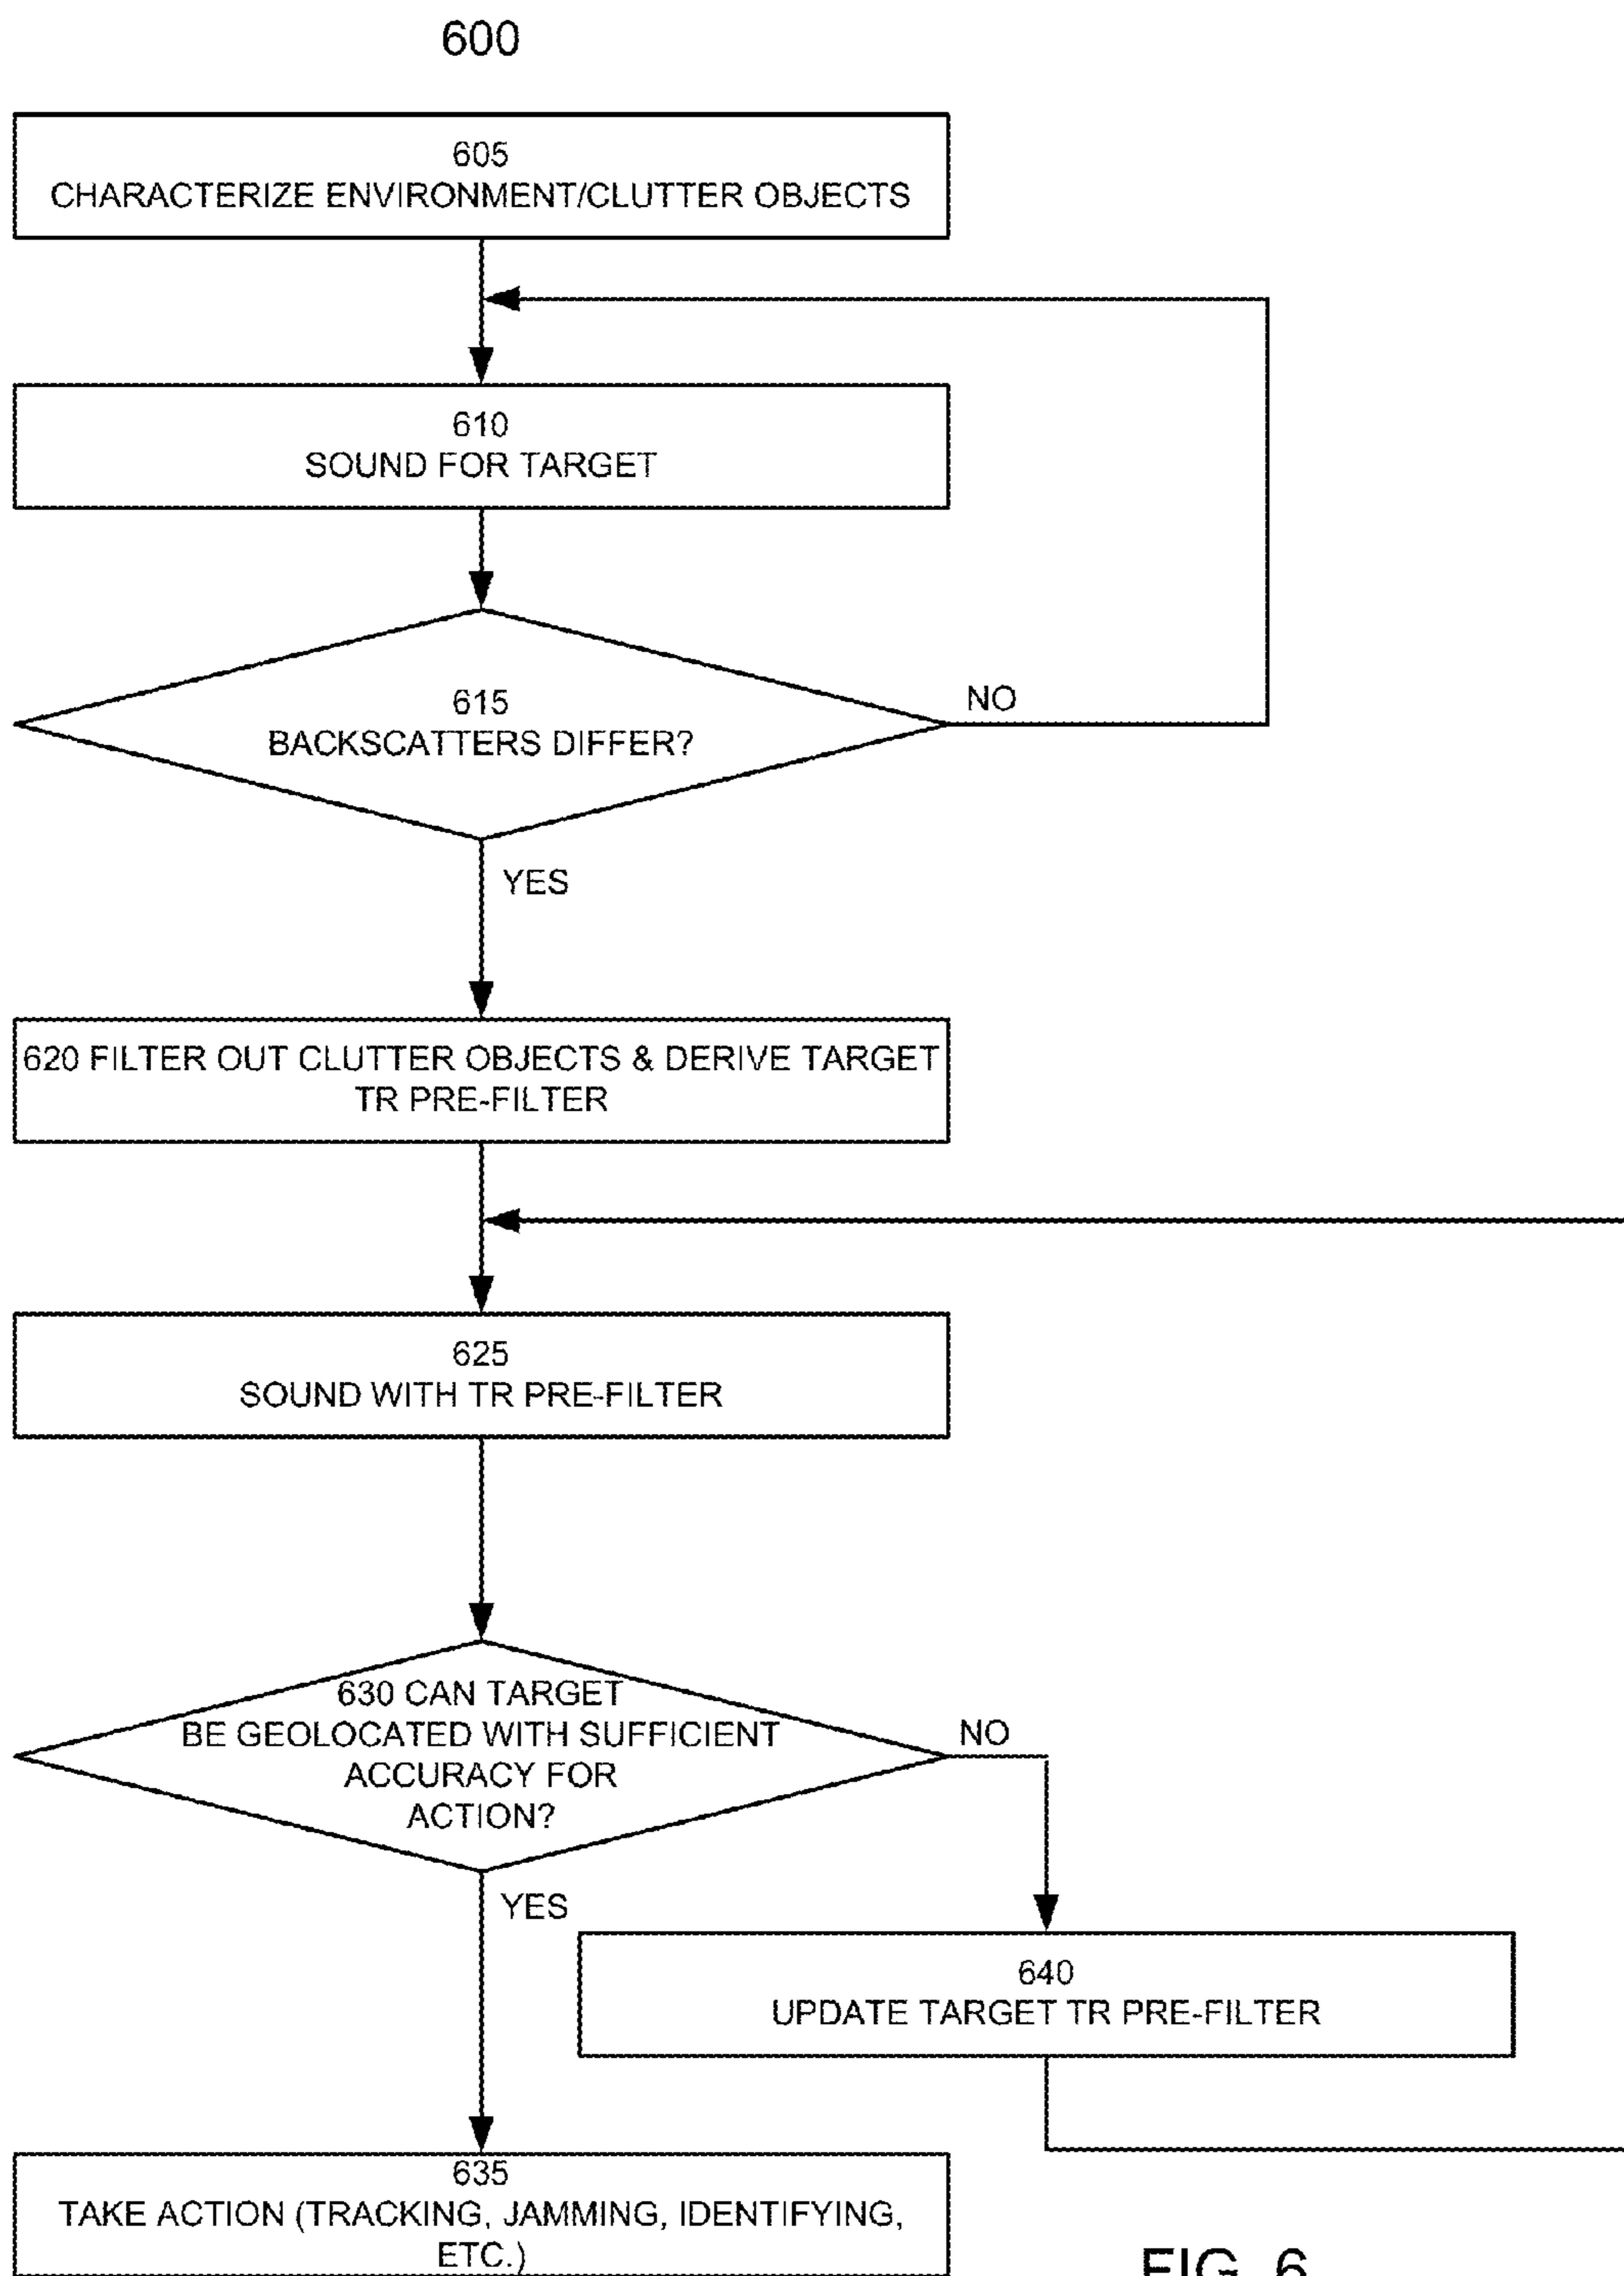 600
605
CHARACTERIZE ENVIRONMENT/CLUTTER OBJECTS
610
SOUND FOR TARGET
615
BACKSCATTERS DIFFER?
NO
YES
620 FILTER OUT CLUTTER OBJECTS & DERIVE TARGET
TR PRE-FILTER
625
SOUND WITH TR PRE-FILTER
630 CAN TARGET
BE GEOLOCATED WITH SUFFICIENT
ACCURACY FOR
ACTION?
NO
YES
640
UPDATE TARGET TR PRE-FILTER
635
TAKE ACTION (TRACKING, JAMMING, IDENTIFYING,
ETC.)
FIG. 6